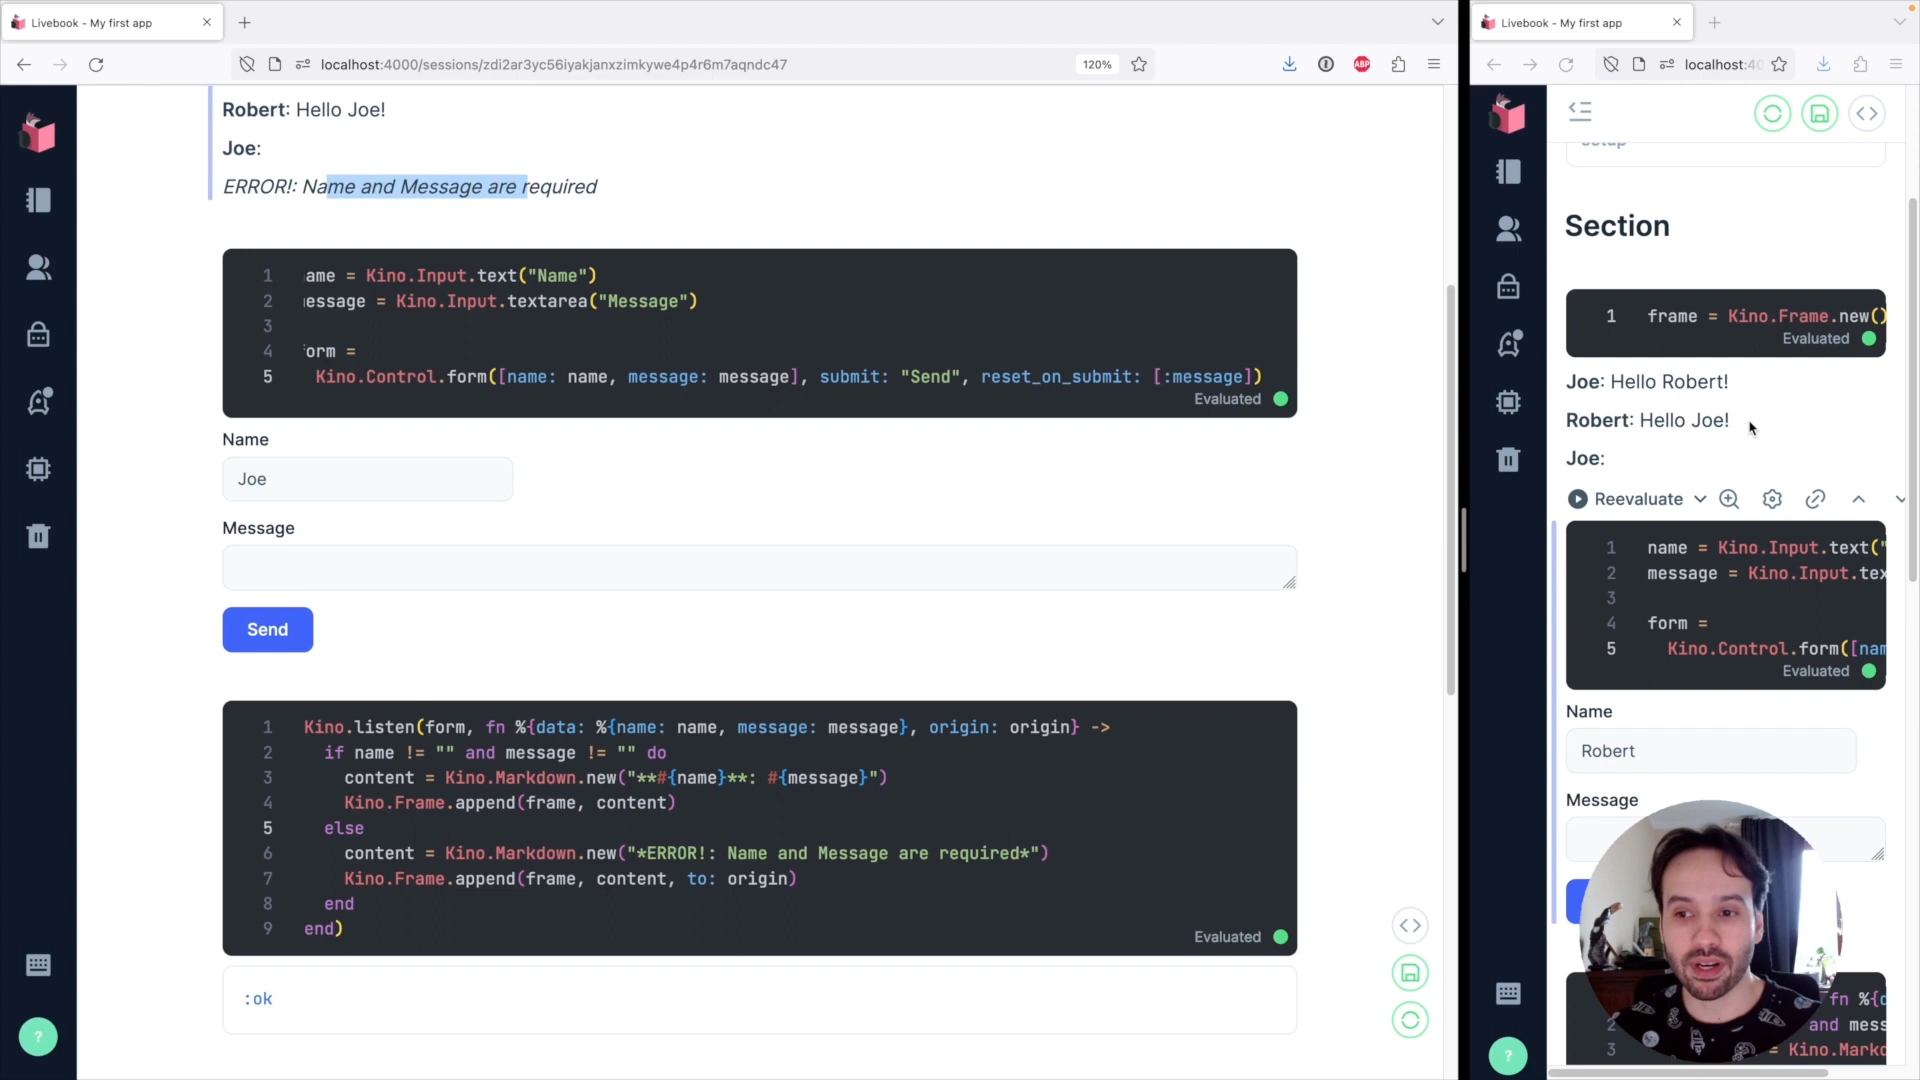 Livebook - My first app
localhost:4000/sessions/zdi2ar3yc56iyakjanxzimkywe4p4r6m7aqndc47
120%
ABP
Robert: Hello Joe!
Joe:
ERROR!: Name and Message are required
1 ame = Kino.Input.text("Name")
2 essage = Kino.Input.textarea("Message")
3
4 orm =
5 Kino.Control.form([name: name, message: message], submit: "Send", reset_on_submit: [:message])
Evaluated
Name
Joe
Message
Send
1 Kino.listen(form, fn %{data: %{name: name, message: message}, origin: origin} ->
2 if name != "" and message != "" do
3 content = Kino.Markdown.new("**#{name}**: #{message}")
4 Kino.Frame.append(frame, content)
5 else
6 content = Kino.Markdown.new("*ERROR!: Name and Message are required*")
7 Kino.Frame.append(frame, content, to: origin)
8 end
9 end)
Evaluated
:ok
?
Livebook - My first app
localhost:40
Section
1 frame = Kino.Frame.new()
Evaluated
Joe: Hello Robert!
Robert: Hello Joe!
Joe:
Reevaluate
1 name = Kino.Input.text("
2 message = Kino.Input.tex
3
4 form =
5 Kino.Control.form([nam
Evaluated
Name
Robert
Message
fn %{d
2 and mess
3 = Kino.Markd
?